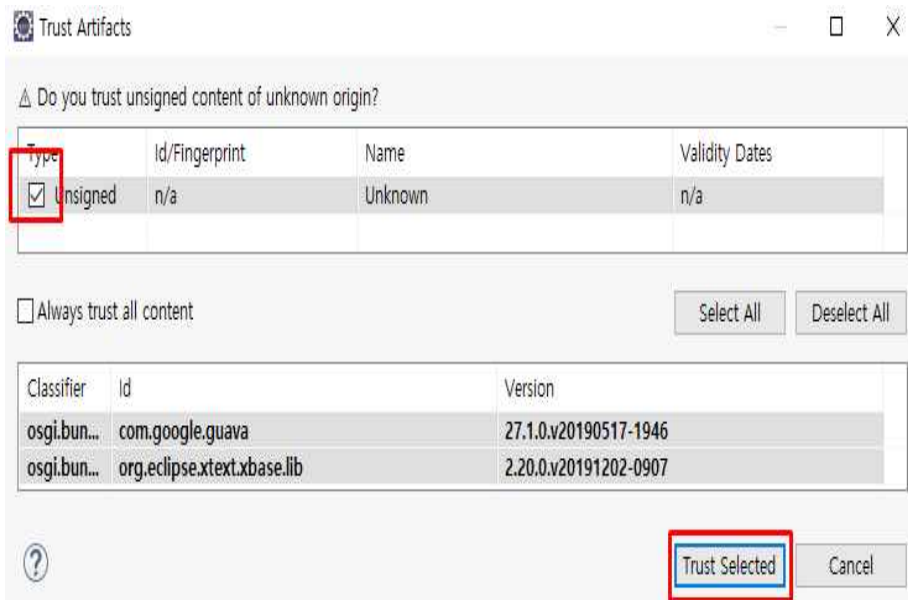 Trust Artifacts
Do you trust unsigned content of unknown origin?
Type Id/Fingerprint Name Validity Dates
Unsigned n/a Unknown n/a
Always trust all content Select All Deselect All
Classifier Id Version
osgi.bun... com.google.guava 27.1.0.v20190517-1946
osgi.bun... org.eclipse.xtext.xbase.lib 2.20.0.v20191202-0907
? Trust Selected Cancel